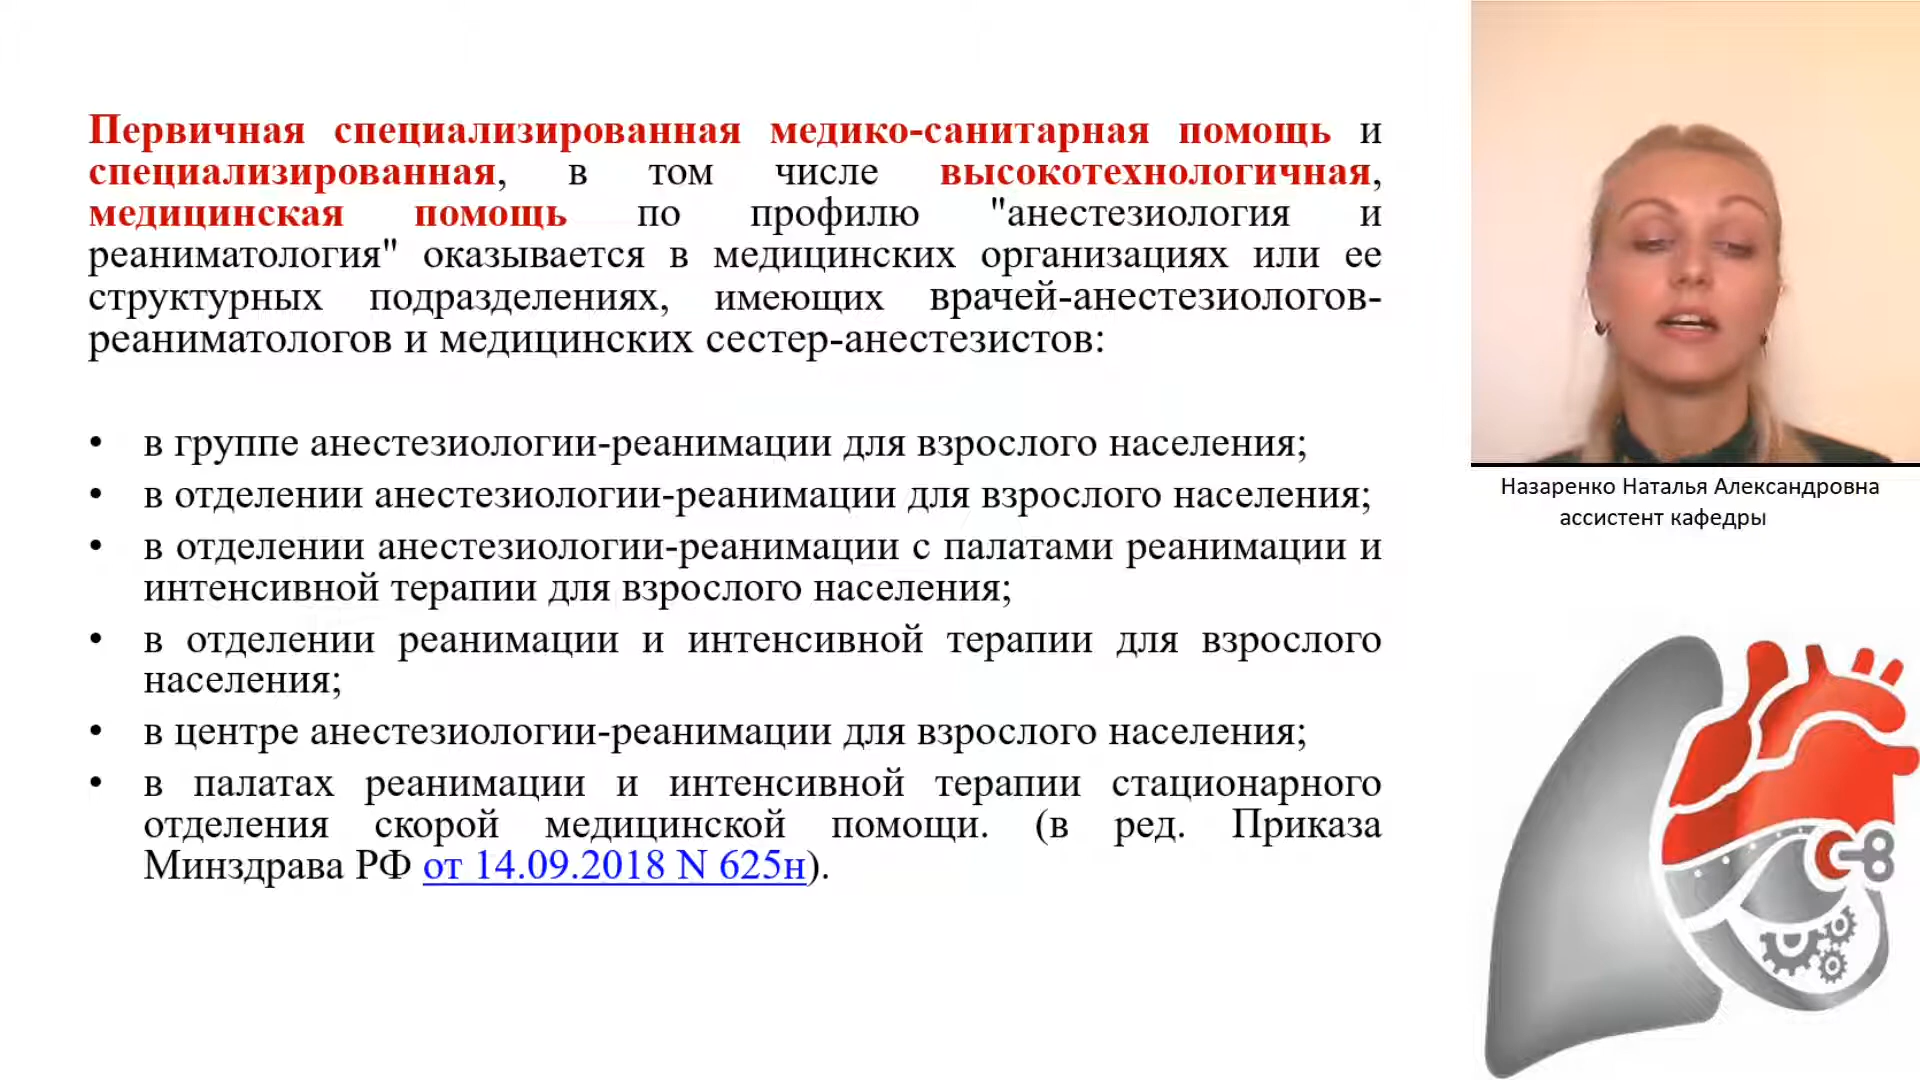 Первичная специализированная медико-санитарная помощь и
специализированная, в том числе высокотехнологичная,
медицинская помощь по профилю "анестезиология и
реаниматология" оказывается в медицинских организациях или ее
структурных подразделениях, имеющих врачей-анестезиологов-
реаниматологов и медицинских сестер-анестезистов:
• в группе анестезиологии-реанимации для взрослого населения;
• в отделении анестезиологии-реанимации для взрослого населения;
• в отделении анестезиологии-реанимации с палатами реанимации и
интенсивной терапии для взрослого населения;
• в отделении реанимации и интенсивной терапии для взрослого
населения;
• в центре анестезиологии-реанимации для взрослого населения;
• в палатах реанимации и интенсивной терапии стационарного
отделения скорой медицинской помощи. (в ред. Приказа
Минздрава РФ от 14.09.2018 N 625н).
Назаренко Наталья Александровна
ассистент кафедры